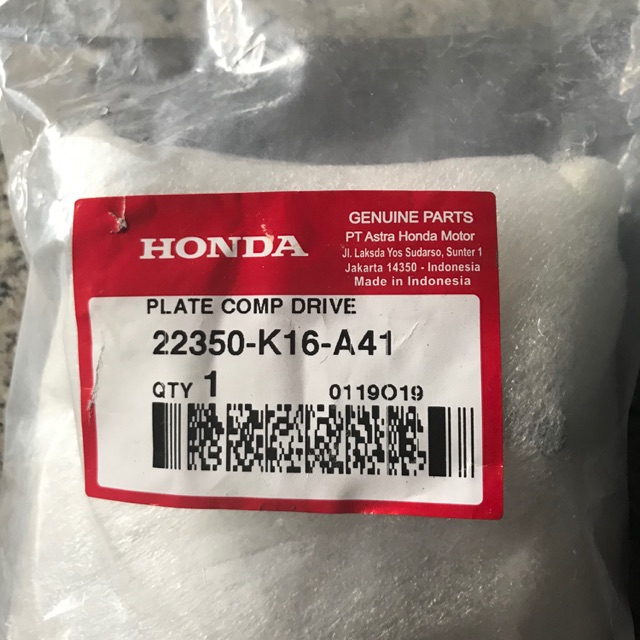 HONDA
GENUINE PARTS
PT Astra Honda Motor
Jl. Laksda Yos Sudarso, Sunter 1
Jakarta 14350 - Indonesia
Made in Indonesia
PLATE COMP DRIVE
22350-K16-A41
QTY 1 0119O19